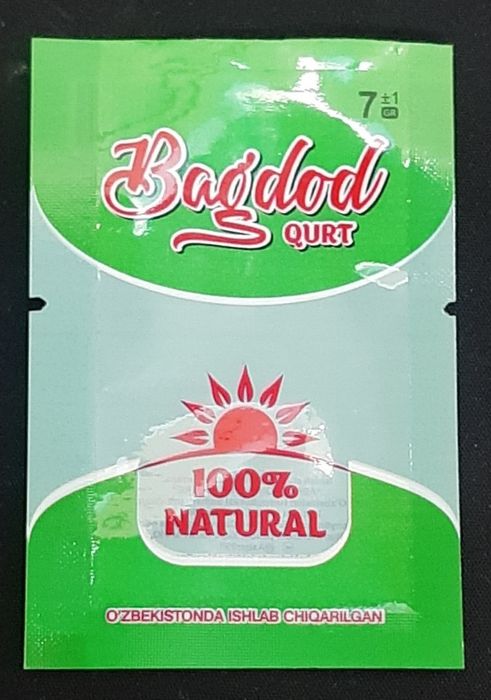 7 ±1
GR
Bagdod
QURT
100%
NATURAL
O'ZBEKISTONDA ISHLAB CHIQARILGAN